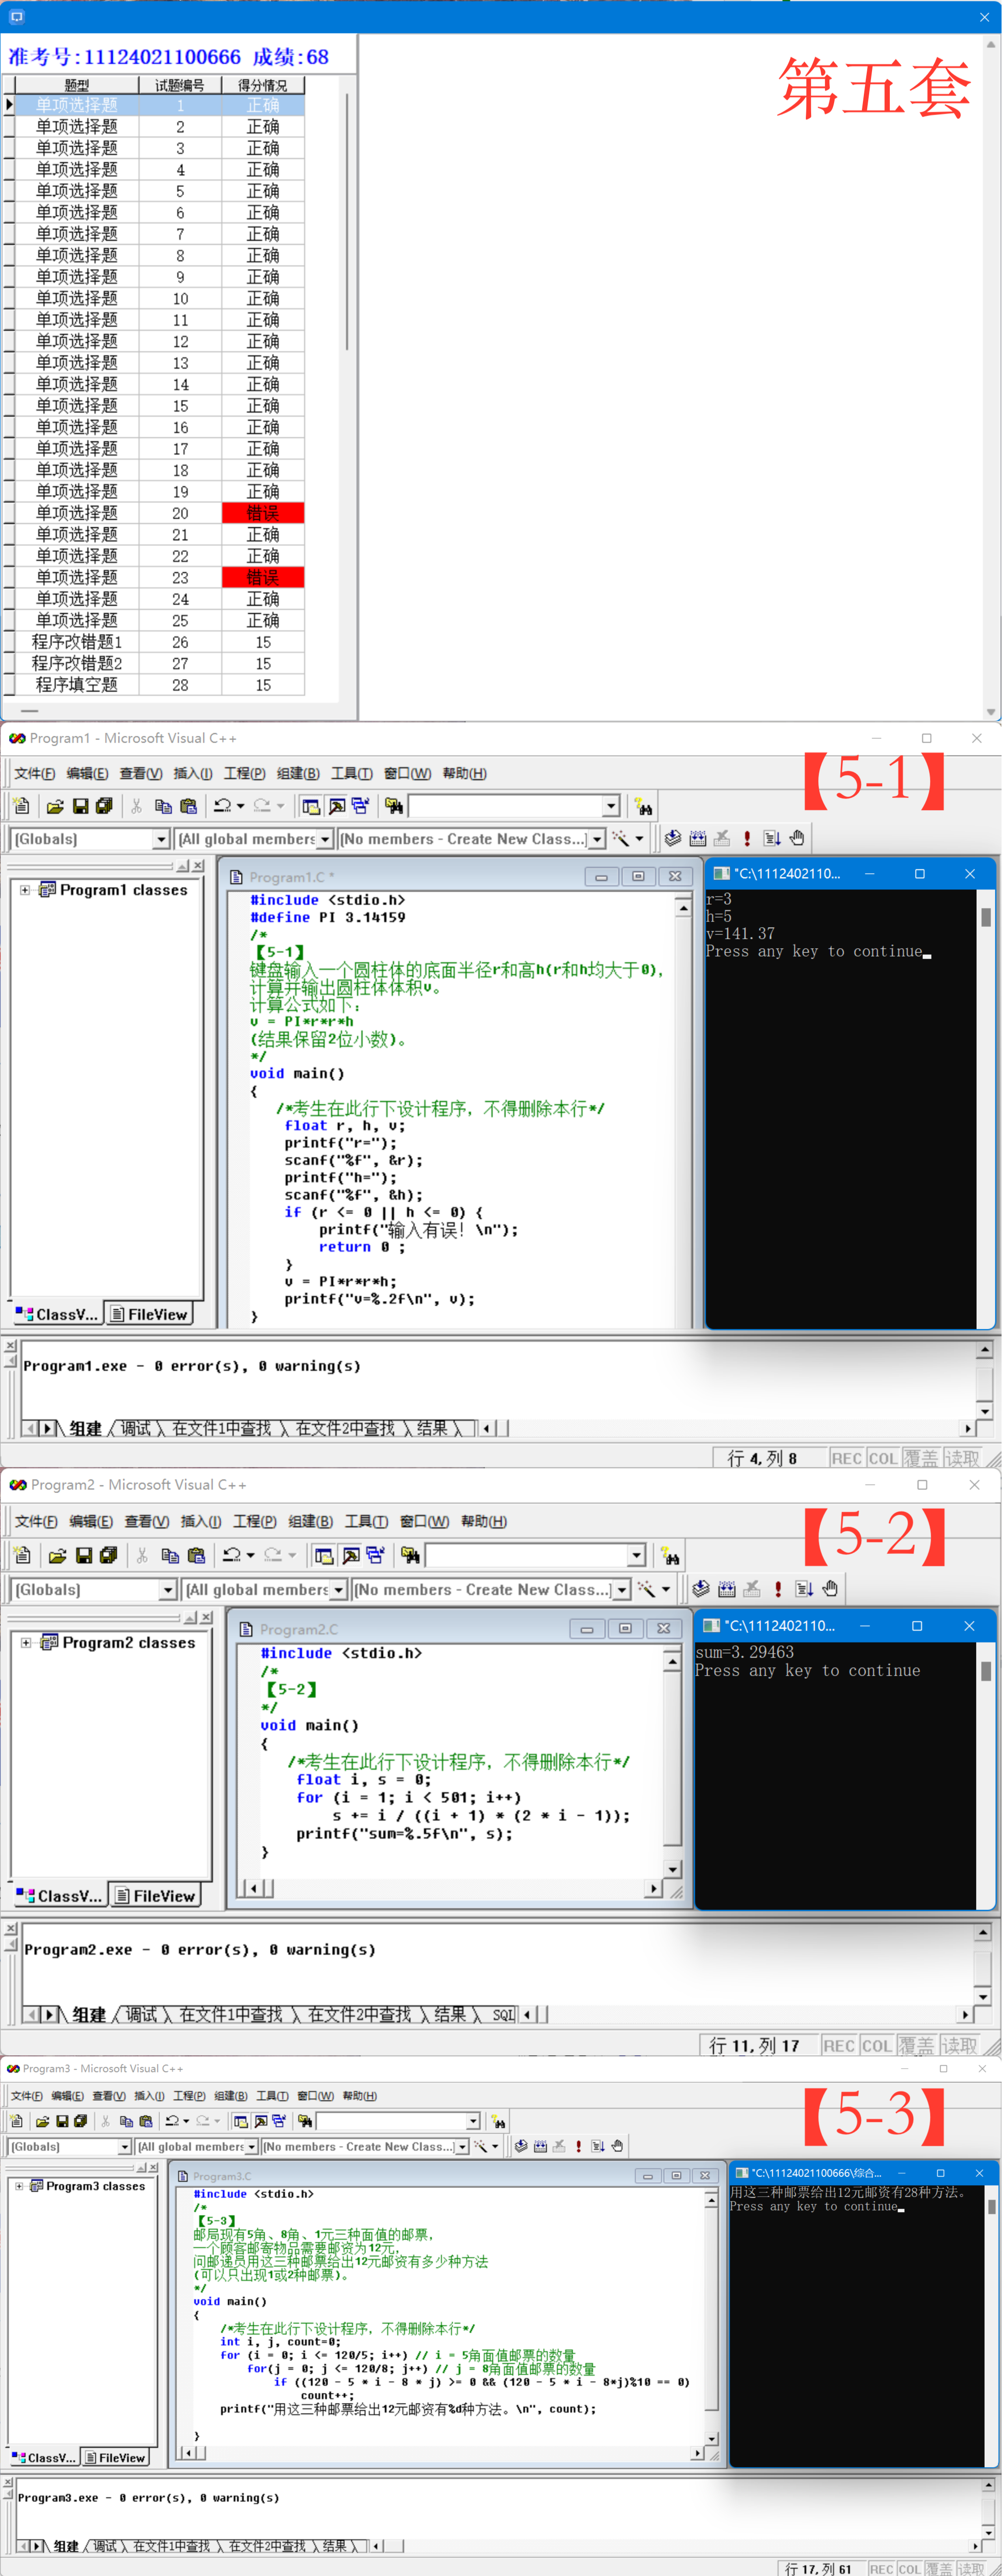 准考号:11124021100666 成绩:68
第五套
题型 试题编号 得分情况
单项选择题 1 正确
单项选择题 2 正确
单项选择题 3 正确
单项选择题 4 正确
单项选择题 5 正确
单项选择题 6 正确
单项选择题 7 正确
单项选择题 8 正确
单项选择题 9 正确
单项选择题 10 正确
单项选择题 11 正确
单项选择题 12 正确
单项选择题 13 正确
单项选择题 14 正确
单项选择题 15 正确
单项选择题 16 正确
单项选择题 17 正确
单项选择题 18 正确
单项选择题 19 正确
单项选择题 20 错误
单项选择题 21 正确
单项选择题 22 正确
单项选择题 23 错误
单项选择题 24 正确
单项选择题 25 正确
程序改错题1 26 15
程序改错题2 27 15
程序填空题 28 15
Program1 - Microsoft Visual C++
文件(F) 编辑(E) 查看(V) 插入(I) 工程(P) 组建(B) 工具(T) 窗口(W) 帮助(H)
【5-1】
(Globals) (All global members (No members - Create New Class...)
Program1 classes
ClassV... FileView
Program1.C *
#include <stdio.h>
#define PI 3.14159
/*
【5-1】
键盘输入一个圆柱体的底面半径r和高h(r和h均大于0),
计算并输出圆柱体体积v。
计算公式如下:
v = PI*r*r*h
(结果保留2位小数)。
*/
void main()
{
/*考生在此行下设计程序, 不得删除本行*/
float r, h, v;
printf("r=");
scanf("%f", &r);
printf("h=");
scanf("%f", &h);
if (r <= 0 || h <= 0) {
printf("输入有误! \n");
return 0 ;
}
v = PI*r*r*h;
printf("v=%.2f\n", v);
}
"C:\1112402110...
r=3
h=5
v=141.37
Press any key to continue
Program1.exe - 0 error(s), 0 warning(s)
组建 调试 在文件1中查找 在文件2中查找 结果
行 4, 列 8 REC COL 覆盖 读取
Program2 - Microsoft Visual C++
文件(F) 编辑(E) 查看(V) 插入(I) 工程(P) 组建(B) 工具(T) 窗口(W) 帮助(H)
【5-2】
(Globals) (All global members (No members - Create New Class...)
Program2 classes
ClassV... FileView
Program2.C
#include <stdio.h>
/*
【5-2】
*/
void main()
{
/*考生在此行下设计程序, 不得删除本行*/
float i, s = 0;
for (i = 1; i < 501; i++)
s += i / ((i + 1) * (2 * i - 1));
printf("sum=%.5f\n", s);
}
"C:\1112402110...
sum=3.29463
Press any key to continue
Program2.exe - 0 error(s), 0 warning(s)
组建 调试 在文件1中查找 在文件2中查找 结果 SQL
行 11, 列 17 REC COL 覆盖 读取
Program3 - Microsoft Visual C++
文件(F) 编辑(E) 查看(V) 插入(I) 工程(P) 组建(B) 工具(T) 窗口(W) 帮助(H)
【5-3】
(Globals) (All global members (No members - Create New Class...)
Program3 classes
ClassV... FileView
Program3.C
#include <stdio.h>
/*
【5-3】
邮局现有5角、8角、1元三种面值的邮票,
一个顾客邮寄物品需要邮资为12元,
问邮递员用这三种邮票给出12元邮资有多少种方法
(可以只出现1或2种邮票)。
*/
void main()
{
/*考生在此行下设计程序, 不得删除本行*/
int i, j, count=0;
for (i = 0; i <= 120/5; i++) // i = 5角面值邮票的数量
for(j = 0; j <= 120/8; j++) // j = 8角面值邮票的数量
if ((120 - 5 * i - 8 * j) >= 0 && (120 - 5 * i - 8*j)%10 == 0)
count++;
printf("用这三种邮票给出12元邮资有%d种方法。\n", count);
}
"C:\11124021100666\综合...
用这三种邮票给出12元邮资有28种方法。
Press any key to continue
Program3.exe - 0 error(s), 0 warning(s)
组建 调试 在文件1中查找 在文件2中查找 结果
行 17, 列 61 REC COL 覆盖 读取